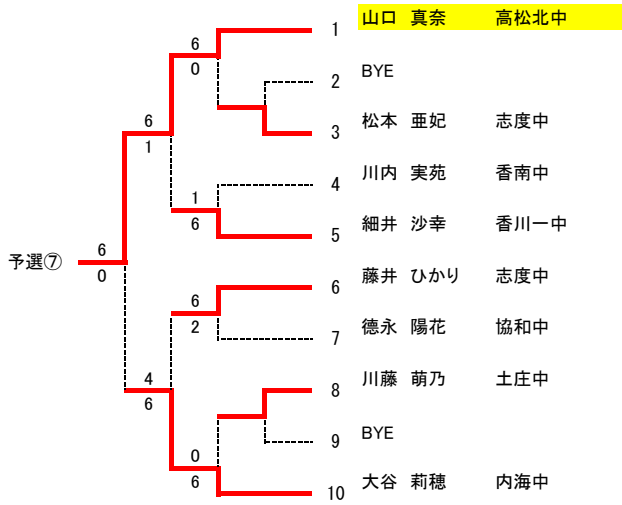 1 山口 真奈 高松北中
6
0
2 BYE
6
1
3 松本 亜妃 志度中
4 川内 実苑 香南中
1
6
5 細井 沙幸 香川一中
予選⑦
6
0
6 藤井 ひかり 志度中
6
2
7 德永 陽花 協和中
4
6
8 川藤 萌乃 土庄中
9 BYE
0
6
10 大谷 莉穂 内海中